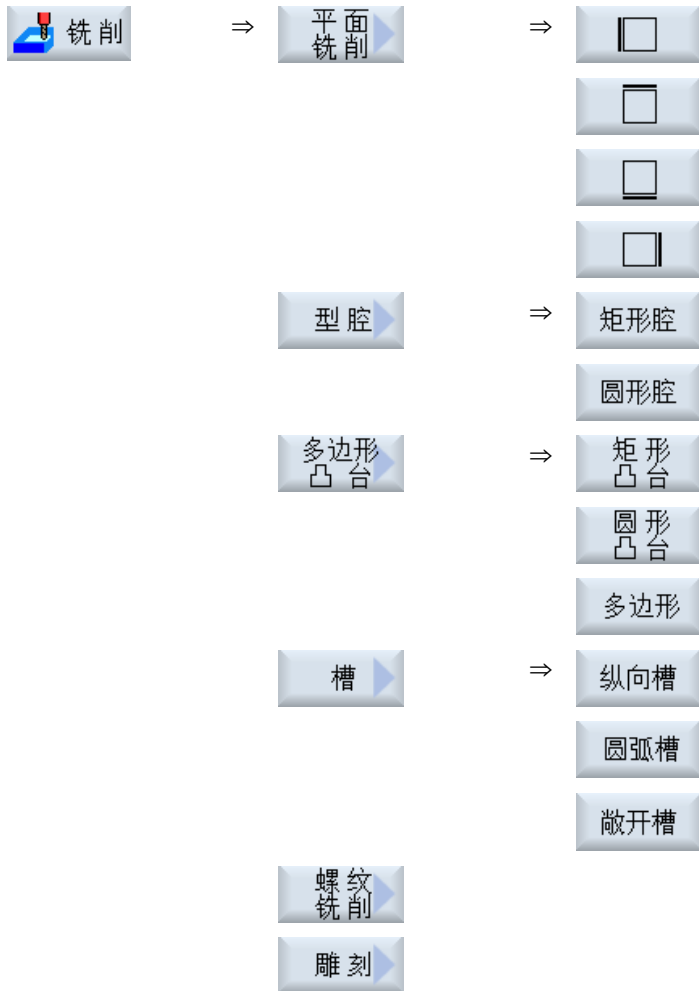 铣削 ⇒ 平面 ⇒
铣削
型腔 ⇒ 矩形腔
圆形腔
多边形 ⇒ 矩形
凸台 凸台
圆形
凸台
多边形
槽 ⇒ 纵向槽
圆弧槽
敞开槽
螺纹
铣削
雕刻